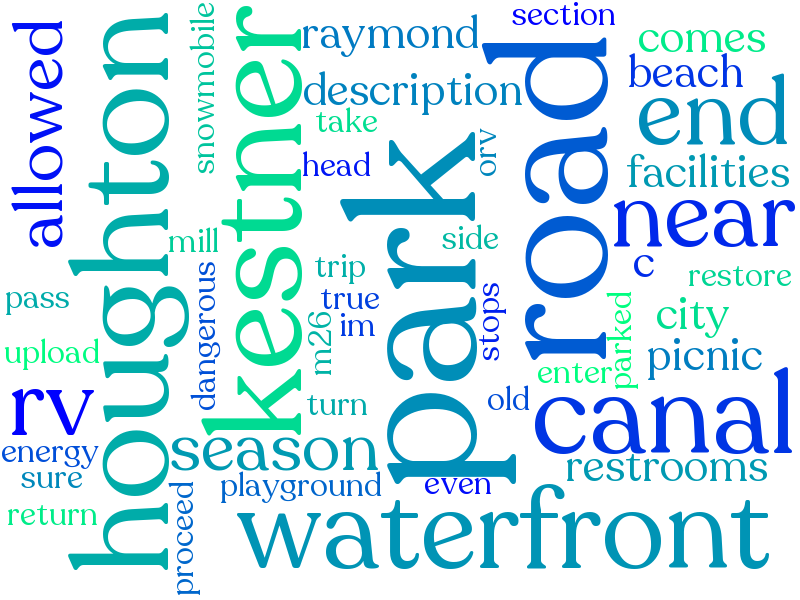 section
snowmobile
allowed
houghton
kestner
raymond
road
comes
description
beach
end
take
park
orv
head
facilities
near
mill
side
c
trip
restore
pass
dangerous
true
stops
parked
city
m26
im
upload
picnic
enter
rv
turn
old
canal
energy
season
restrooms
sure
playground
even
return
proceed
waterfront